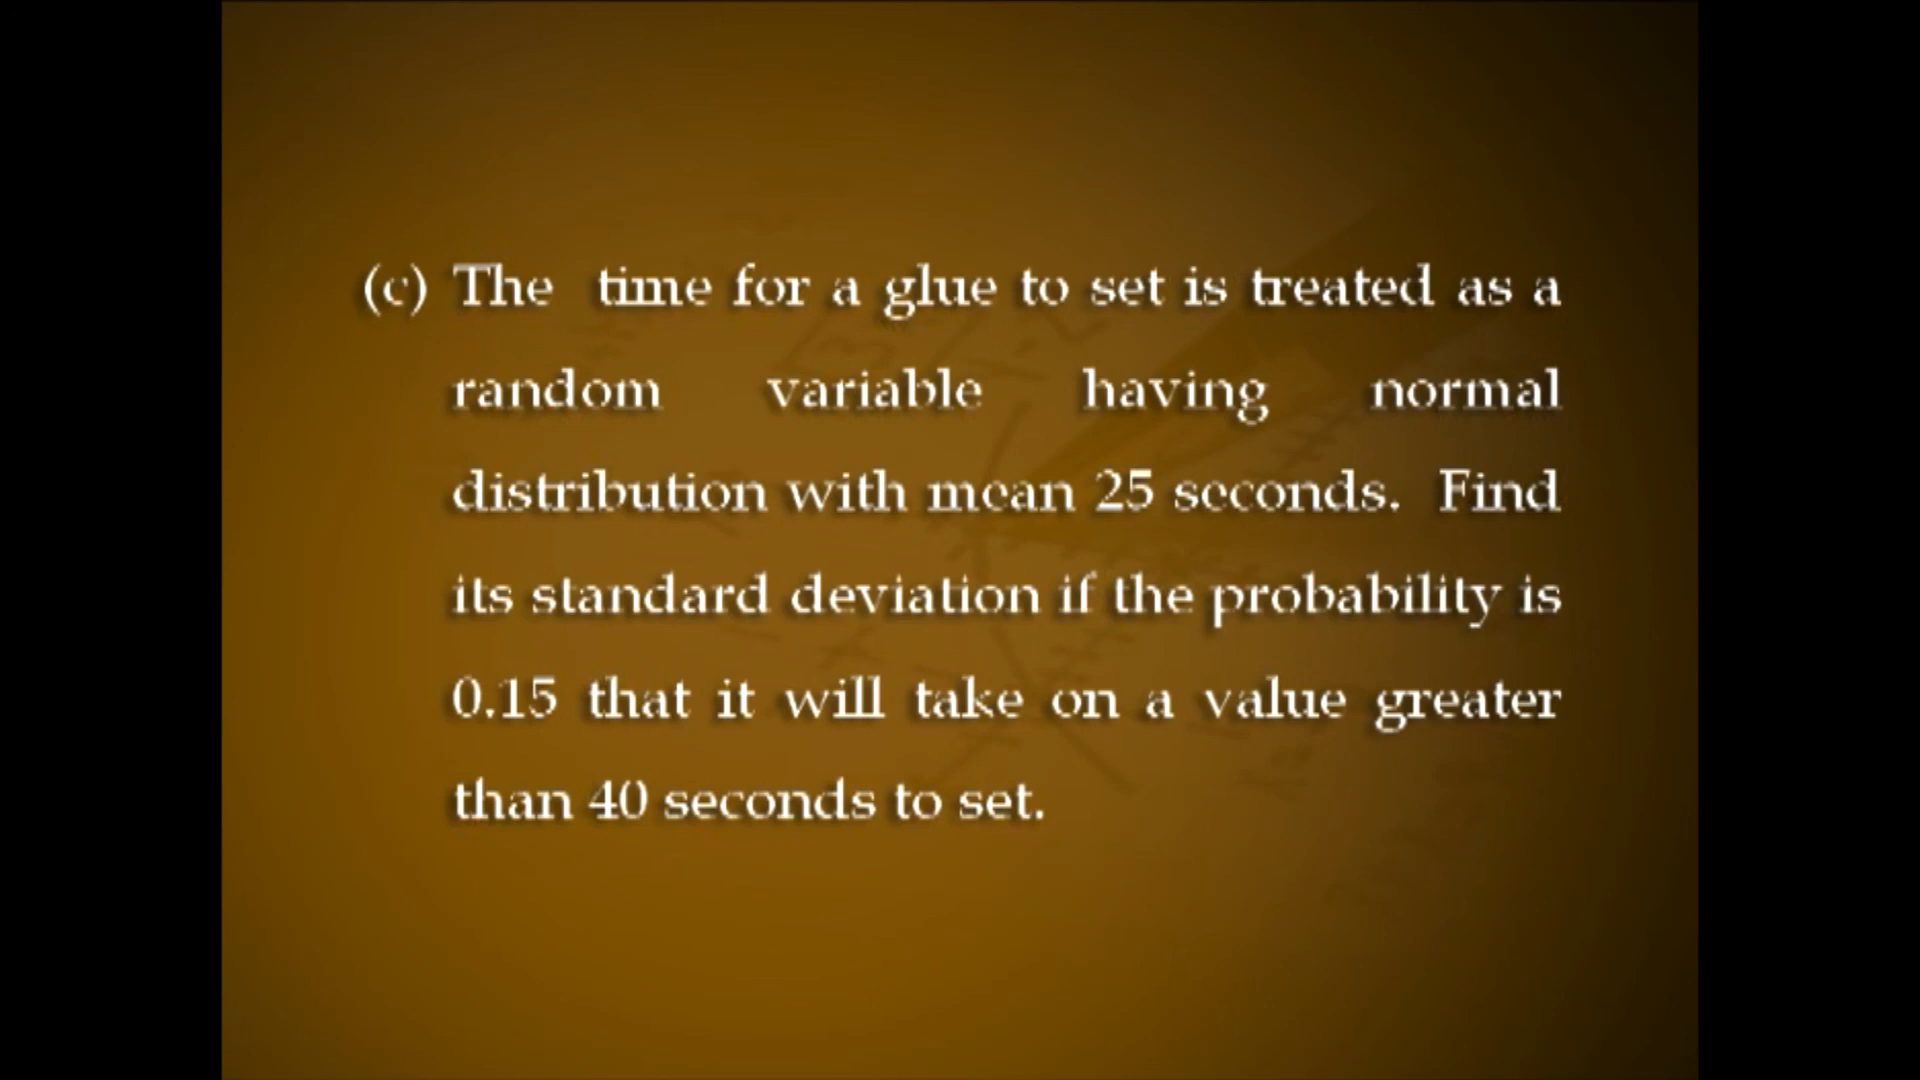 (c) The time for a glue to set is treated as a
random variable having normal
distribution with mean 25 seconds. Find
its standard deviation if the probability is
0.15 that it will take on a value greater
than 40 seconds to set.